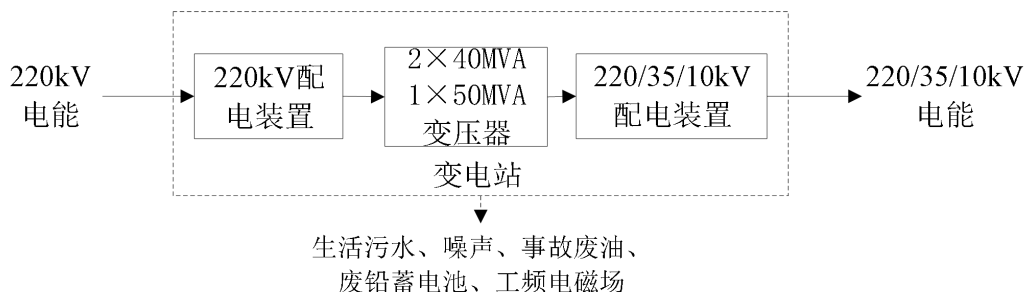 220kV
电能
220kV配
电装置
2×40MVA
1×50MVA
变压器
220/35/10kV
配电装置
220/35/10kV
电能
变电站
生活污水、噪声、事故废油、
废铅蓄电池、工频电磁场